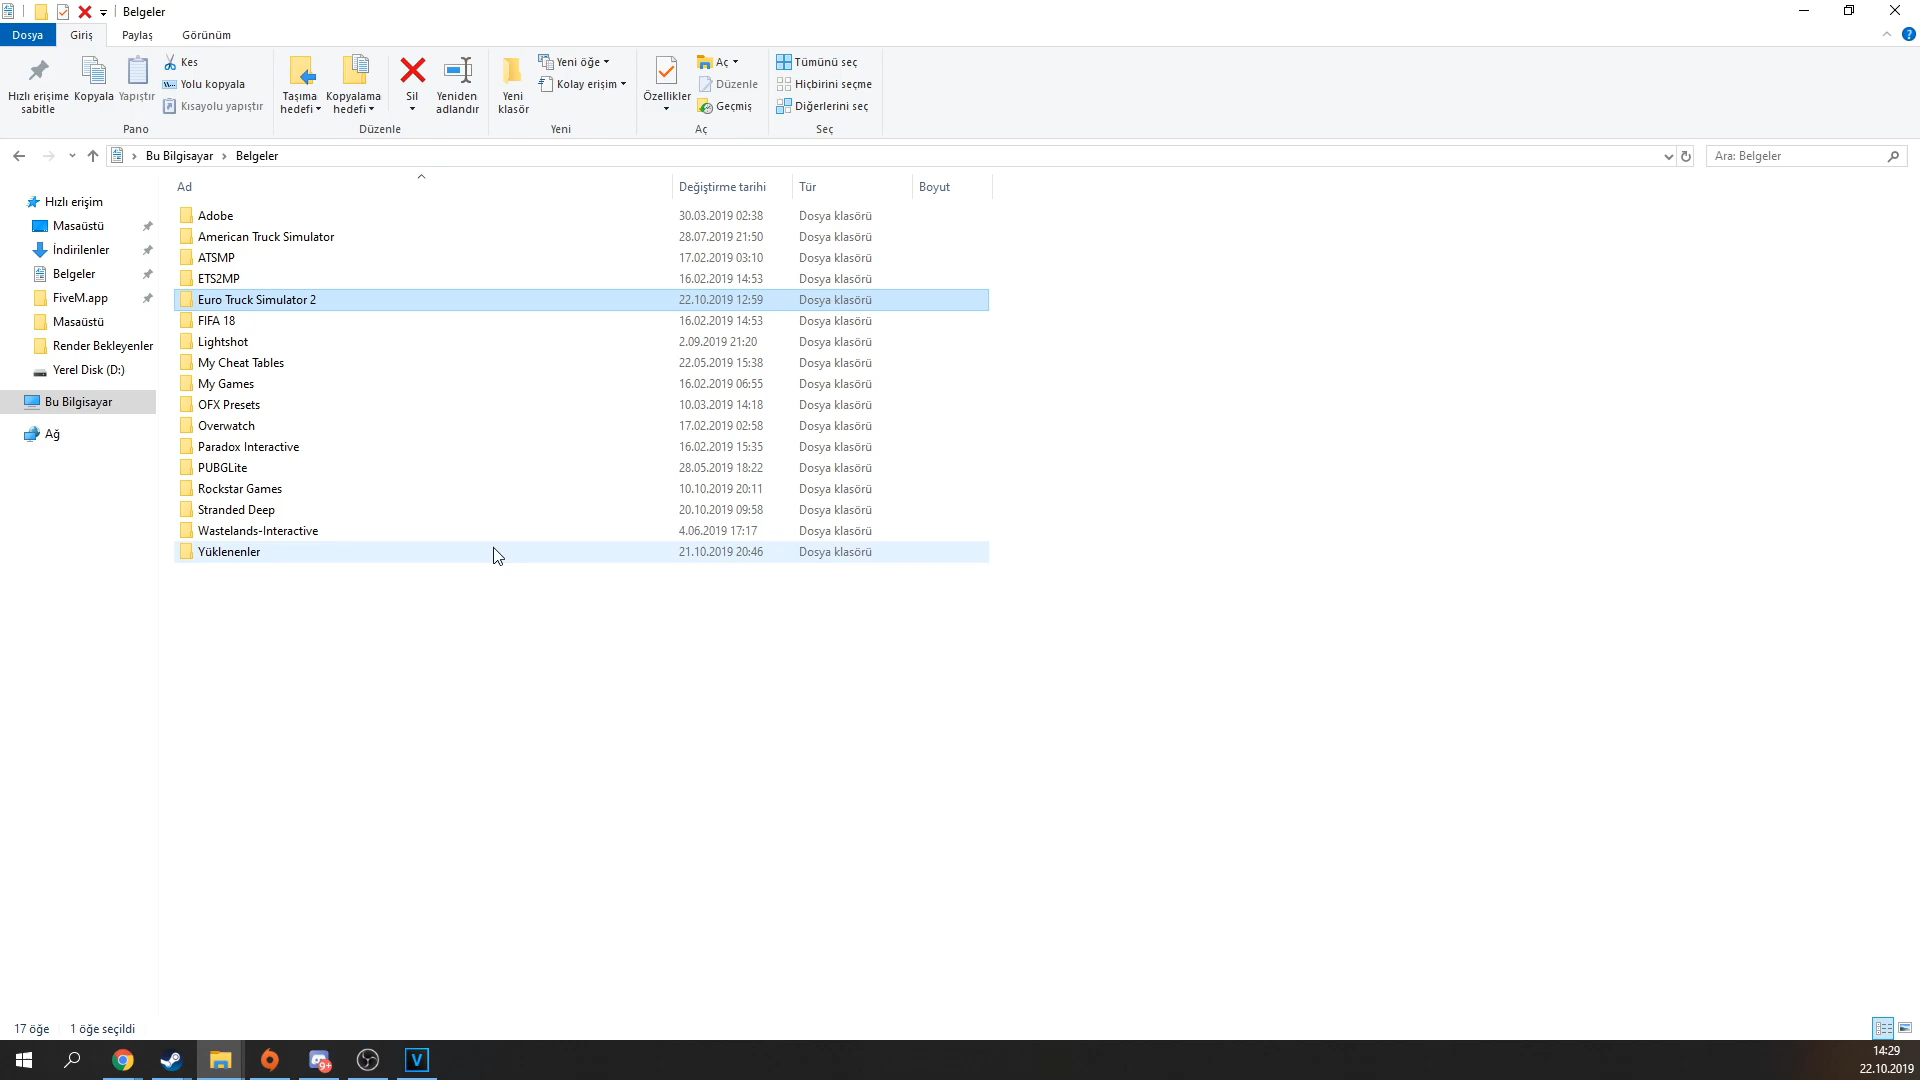 Belgeler
Dosya Giriş Paylaş Görünüm
Hızlı erişime sabitle
Kopyala
Yapıştır
Kes
Yolu kopyala
Kısayolu yapıştır
Pano
Taşıma hedefi
Kopyalama hedefi
Sil
Yeniden adlandır
Düzenle
Yeni klasör
Yeni öğe
Kolay erişim
Yeni
Özellikler
Aç
Düzenle
Geçmiş
Aç
Tümünü seç
Hiçbirini seçme
Diğerlerini seç
Seç
Bu Bilgisayar > Belgeler
Ara: Belgeler
Hızlı erişim
Masaüstü
İndirilenler
Belgeler
FiveM.app
Masaüstü
Render Bekleyenler
Yerel Disk (D:)
Bu Bilgisayar
Ağ
Ad Değiştirme tarihi Tür Boyut
Adobe 30.03.2019 02:38 Dosya klasörü
American Truck Simulator 28.07.2019 21:50 Dosya klasörü
ATSMP 17.02.2019 03:10 Dosya klasörü
ETS2MP 16.02.2019 14:53 Dosya klasörü
Euro Truck Simulator 2 22.10.2019 12:59 Dosya klasörü
FIFA 18 16.02.2019 14:53 Dosya klasörü
Lightshot 2.09.2019 21:20 Dosya klasörü
My Cheat Tables 22.05.2019 15:38 Dosya klasörü
My Games 16.02.2019 06:55 Dosya klasörü
OFX Presets 10.03.2019 14:18 Dosya klasörü
Overwatch 17.02.2019 02:58 Dosya klasörü
Paradox Interactive 16.02.2019 15:35 Dosya klasörü
PUBGLite 28.05.2019 18:22 Dosya klasörü
Rockstar Games 10.10.2019 20:11 Dosya klasörü
Stranded Deep 20.10.2019 09:58 Dosya klasörü
Wastelands-Interactive 4.06.2019 17:17 Dosya klasörü
Yüklenenler 21.10.2019 20:46 Dosya klasörü
17 öğe 1 öğe seçildi
9+
V
14:29
22.10.2019